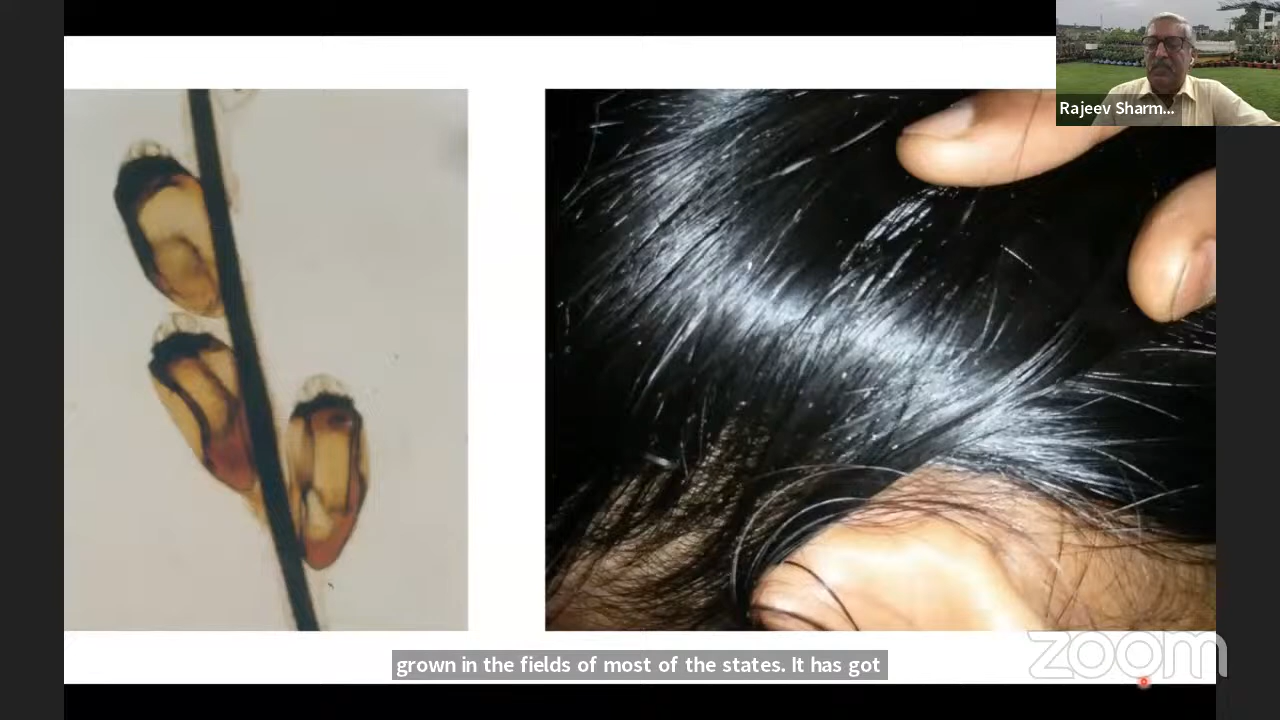 Rajeev Sharm...
grown in the fields of most of the states. It has got
zoom